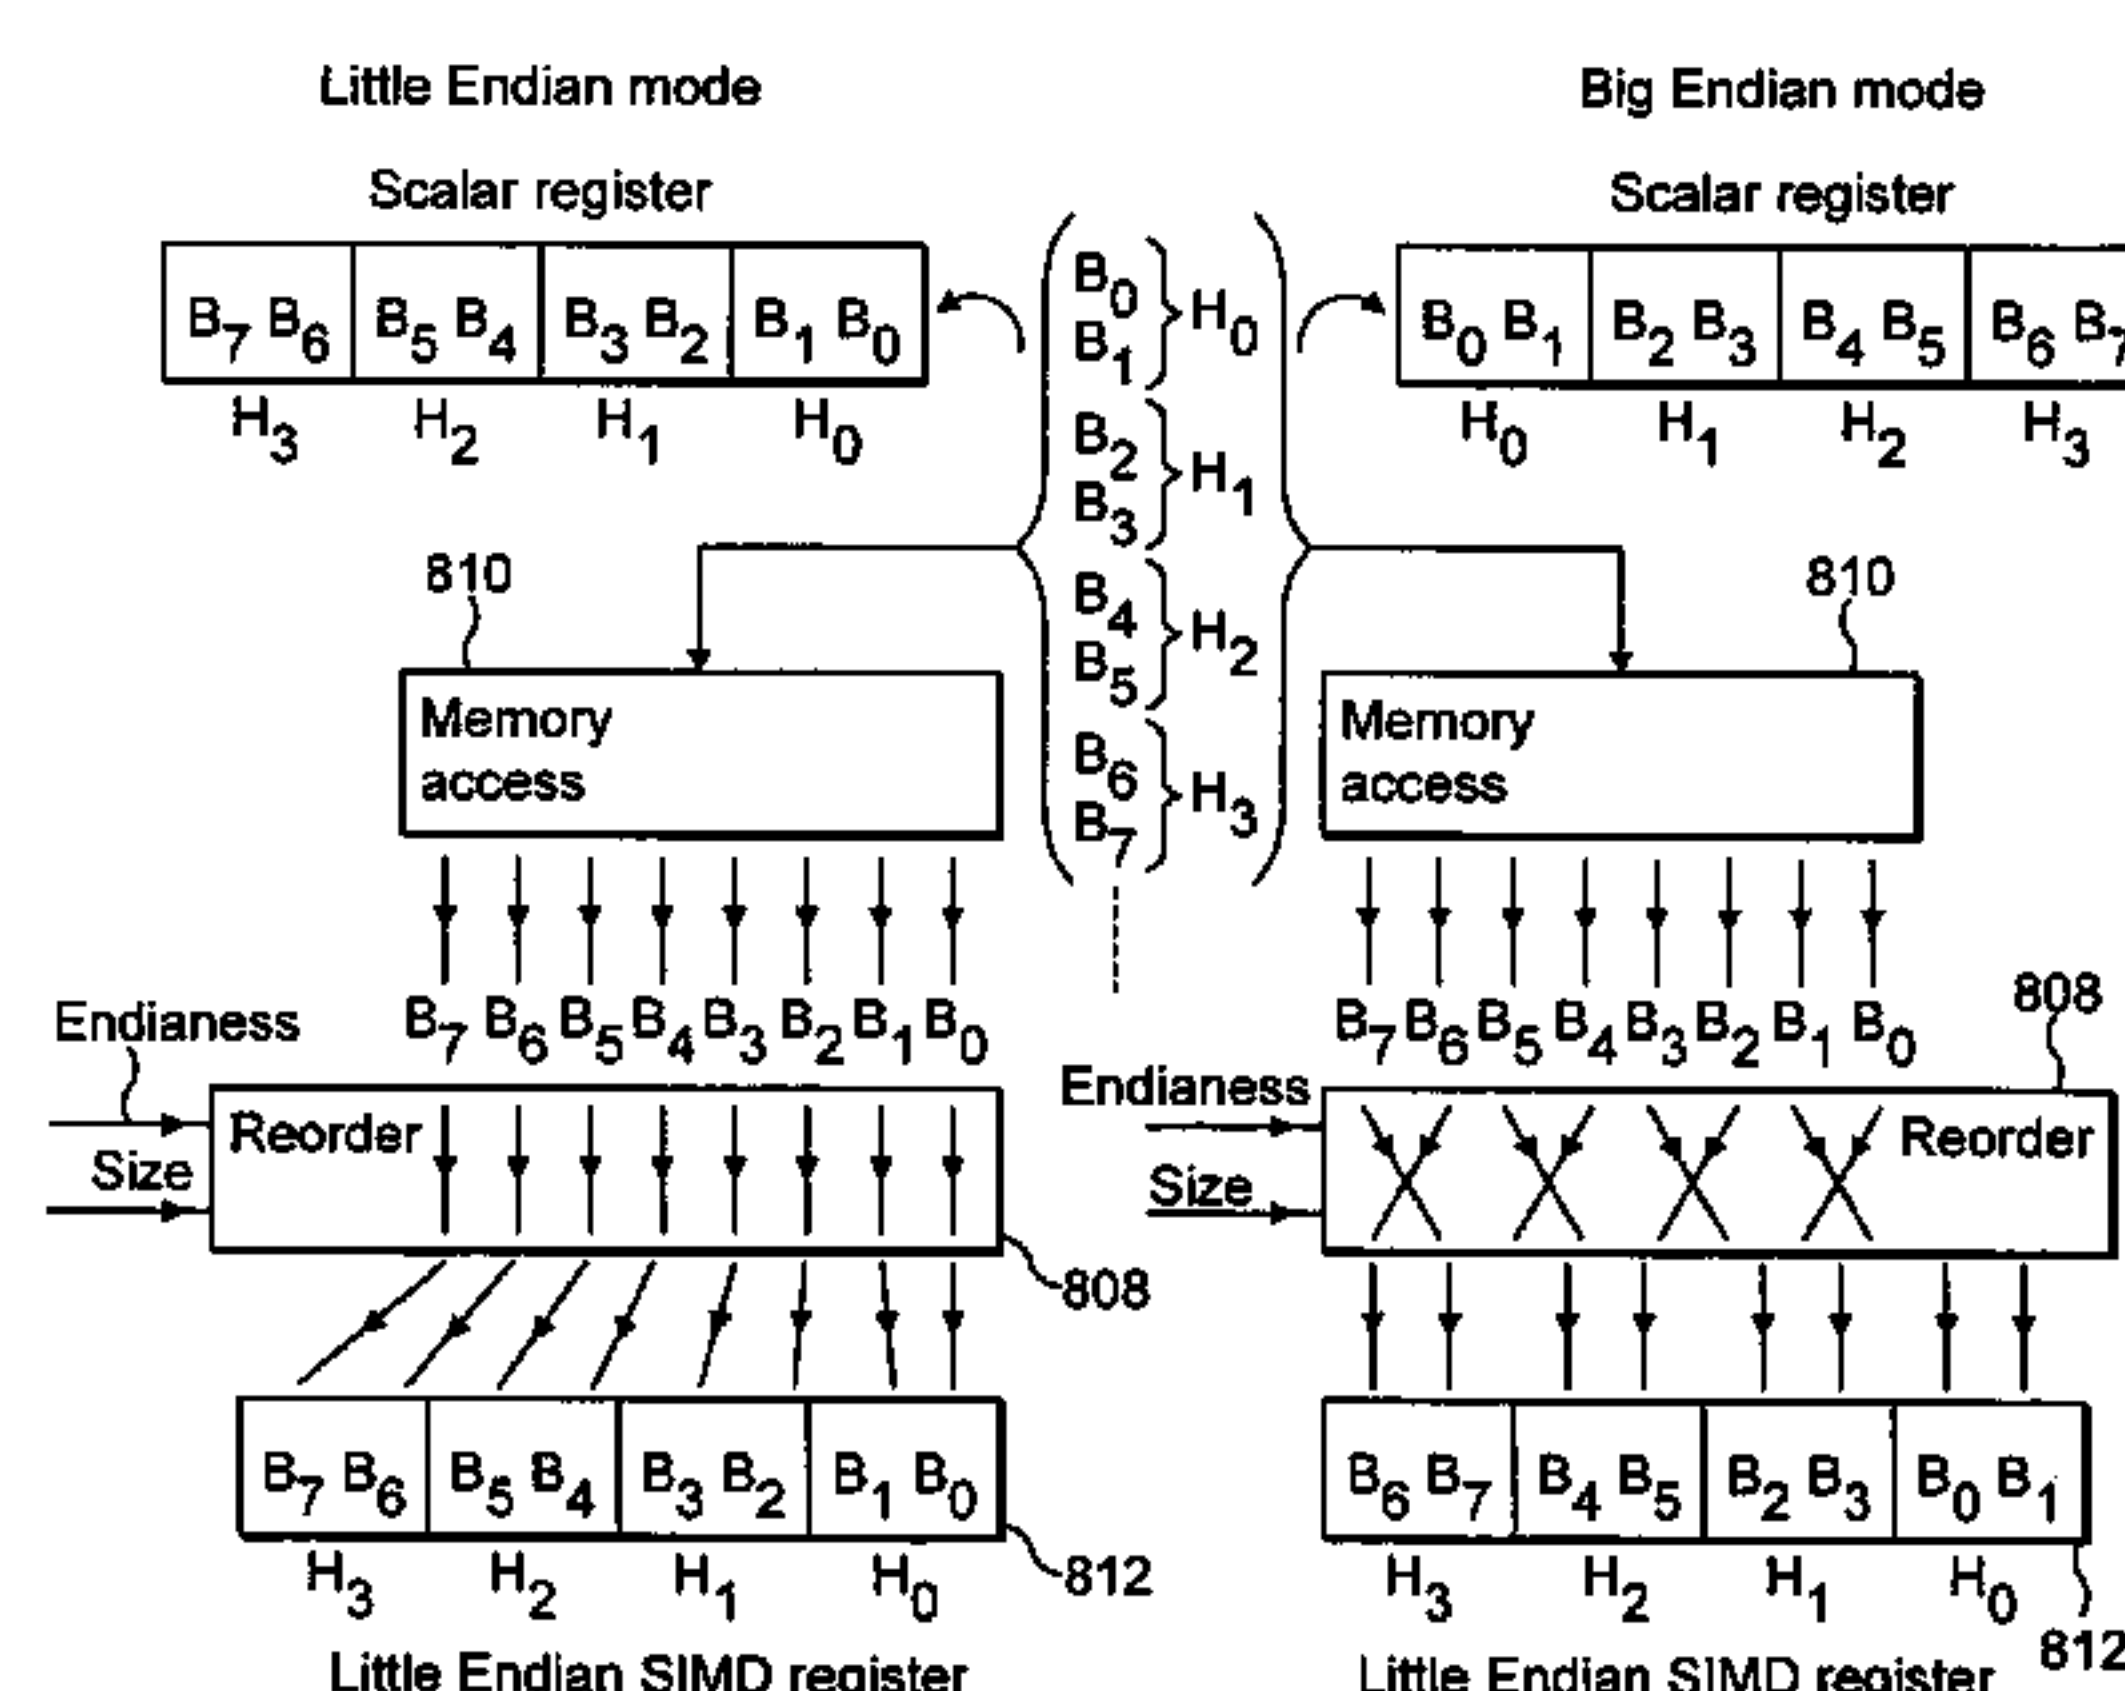 Little Endian mode
Big Endian mode
Scalar register
Scalar register
B7 B6 B5 B4 B3 B2 B1 B0
H3 H2 H1 H0
B0 H0
B1
B2 H1
B3
B4 H2
B5
B6 H3
B7
B0 B1 B2 B3 B4 B5 B6 B7
H0 H1 H2 H3
810
810
Memory
access
Memory
access
B7 B6 B5 B4 B3 B2 B1 B0
B7 B6 B5 B4 B3 B2 B1 B0
808
Endianess
Size
Reorder
808
Endianess
Size
Reorder
B7 B6 B5 B4 B3 B2 B1 B0
H3 H2 H1 H0
812
Little Endian SIMD register
B6 B7 B4 B5 B2 B3 B0 B1
H3 H2 H1 H0
812
Little Endian SIMD register